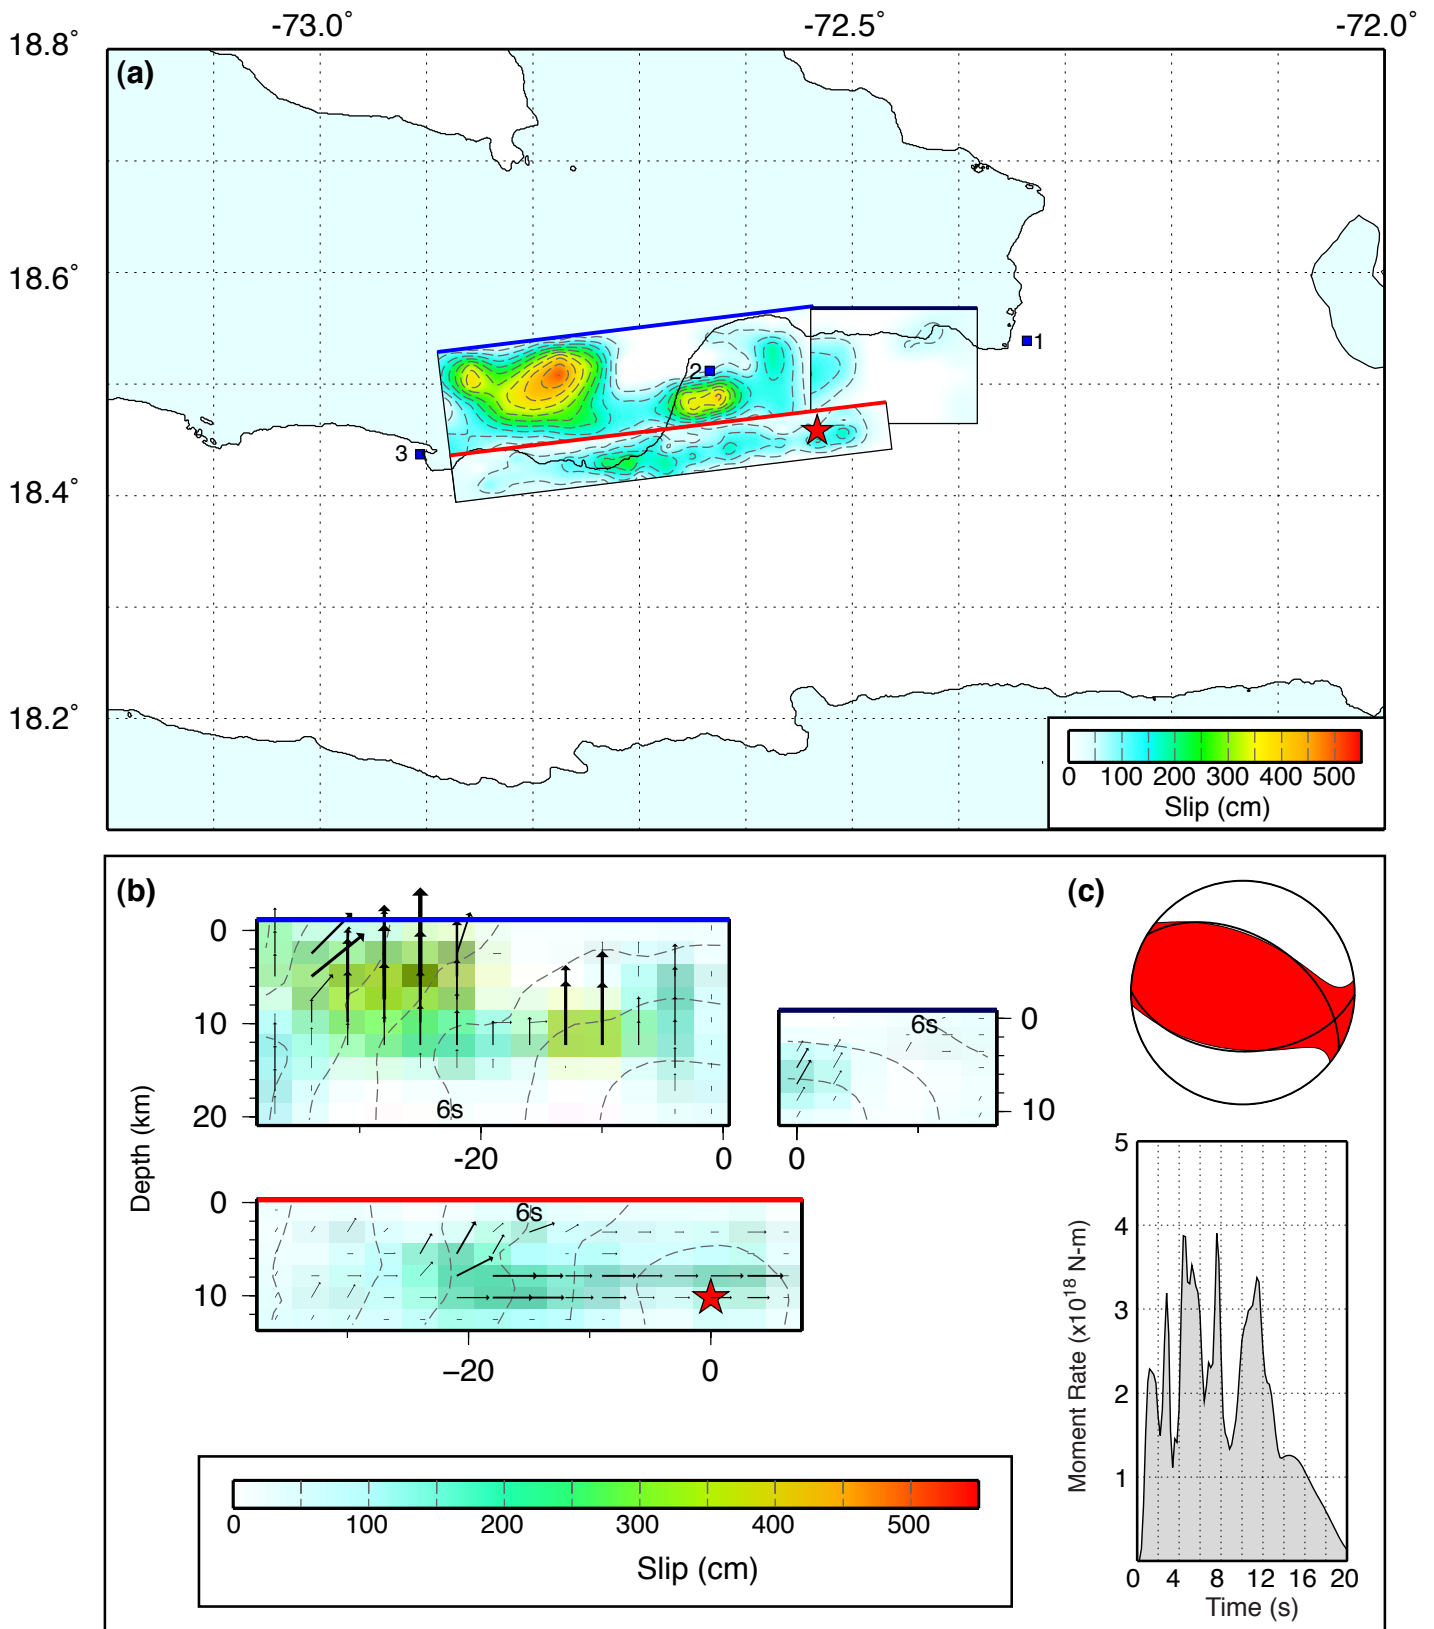 -73.0˚ -72.5˚ -72.0˚
18.8˚
(a)
18.6˚
1
2
3
18.4˚
18.2˚
0 100 200 300 400 500
Slip (cm)
(b)
0
10
20
Depth (km)
6s
-20 0
6s
0
10
0
0
10
6s
−20 0
0 100 200 300 400 500
Slip (cm)
(c)
5
4
3
2
1
Moment Rate (x10¹⁸ N-m)
0 4 8 12 16 20
Time (s)